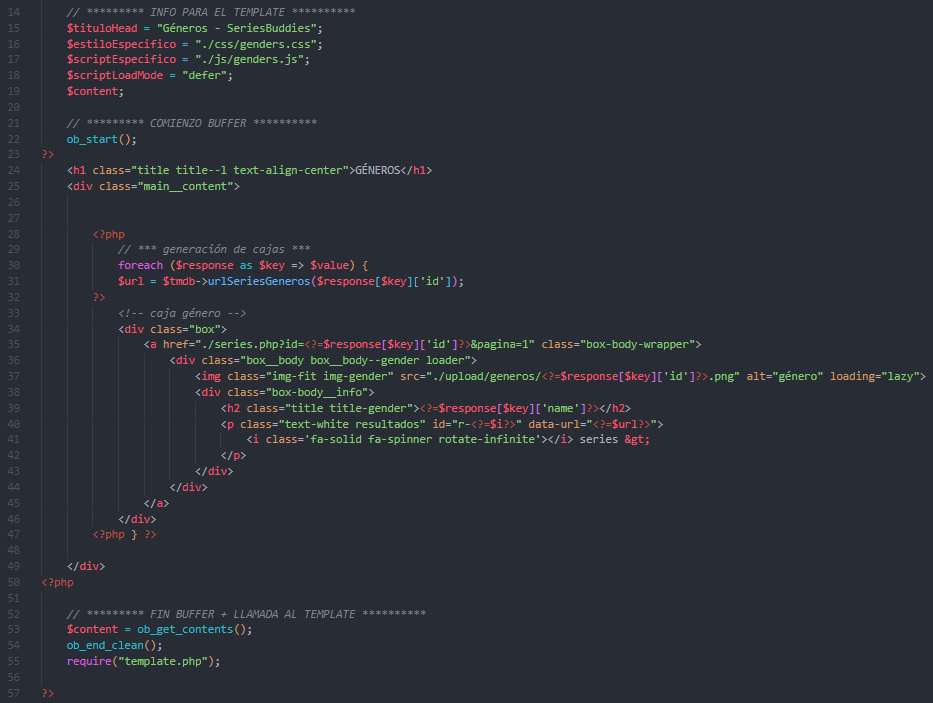 14 // ********* INFO PARA EL TEMPLATE **********
15 $tituloHead = "Géneros - SeriesBuddies";
16 $estiloEspecifico = "./css/genders.css";
17 $scriptEspecifico = "./js/genders.js";
18 $scriptLoadMode = "defer";
19 $content;
20
21 // ********* COMIENZO BUFFER **********
22 ob_start();
23 ?>
24 <h1 class="title title--l text-align-center">GÉNEROS</h1>
25 <div class="main__content">
26
27
28 <?php
29 // *** generación de cajas ***
30 foreach ($response as $key => $value) {
31 $url = $tmdb->urlSeriesGeneros($response[$key]['id']);
32 ?>
33 <!-- caja género -->
34 <div class="box">
35 <a href="./series.php?id=<?=$response[$key]['id']?>&pagina=1" class="box-body-wrapper">
36 <div class="box__body box__body--gender loader">
37 <img class="img-fit img-gender" src="./upload/generos/<?=$response[$key]['id']?>.png" alt="género" loading="lazy">
38 <div class="box-body__info">
39 <h2 class="title title-gender"><?=$response[$key]['name']?></h2>
40 <p class="text-white resultados" id="r-<?=$i?>" data-url="<?=$url?>">
41 <i class='fa-solid fa-spinner rotate-infinite'></i> series &gt;
42 </p>
43 </div>
44 </div>
45 </a>
46 </div>
47 <?php } ?>
48
49 </div>
50 <?php
51
52 // ********* FIN BUFFER + LLAMADA AL TEMPLATE **********
53 $content = ob_get_contents();
54 ob_end_clean();
55 require("template.php");
56
57 ?>